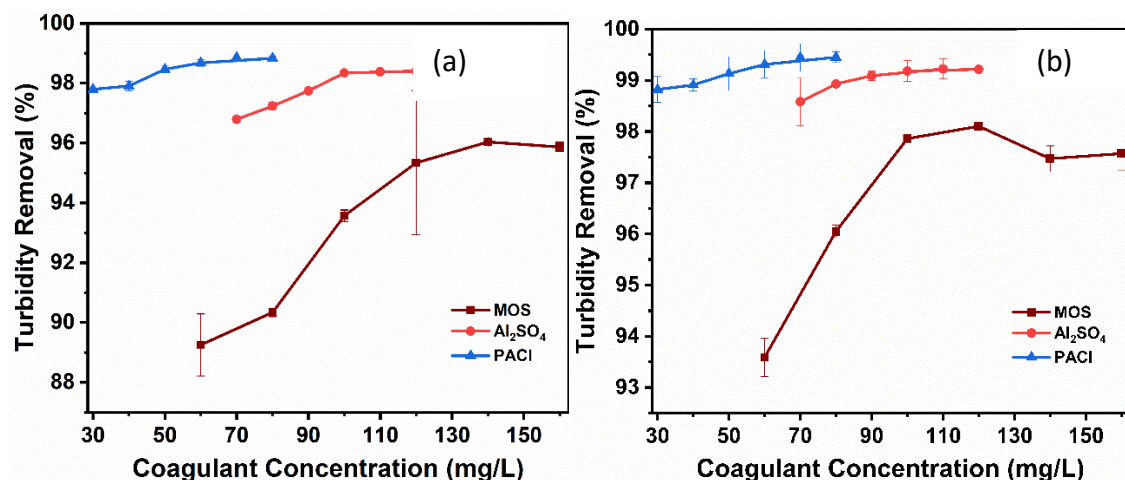 (a)
Turbidity Removal (%)
100
98
96
94
92
90
88
MOS
Al₂SO₄
PACl
30 50 70 90 110 130 150
Coagulant Concentration (mg/L)
(b)
Turbidity Removal (%)
100
99
98
97
96
95
94
93
MOS
Al₂SO₄
PACl
30 50 70 90 110 130 150
Coagulant Concentration (mg/L)